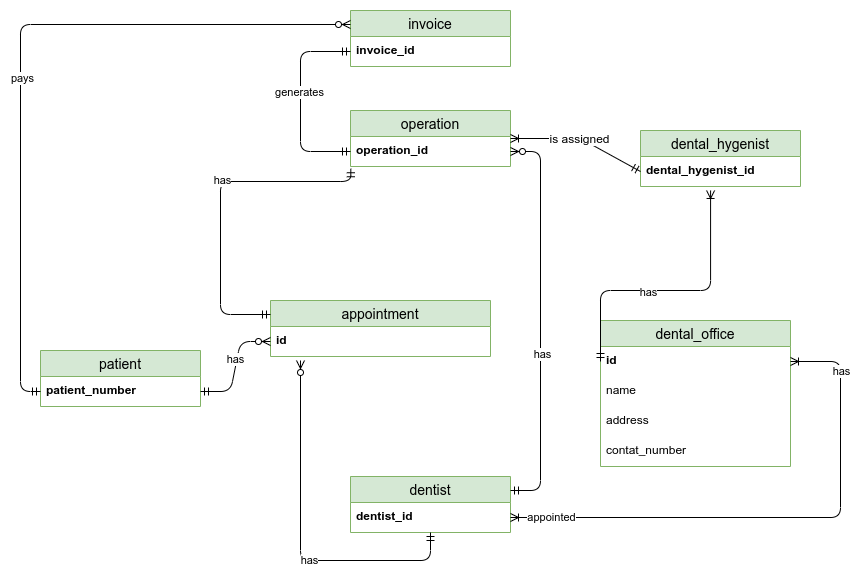 invoice
invoice_id
pays
generates
operation
operation_id
is assigned
dental_hygenist
dental_hygenist_id
has
has
appointment
id
dental_office
id
name
address
contat_number
patient
patient_number
has
has
has
dentist
dentist_id
appointed
has